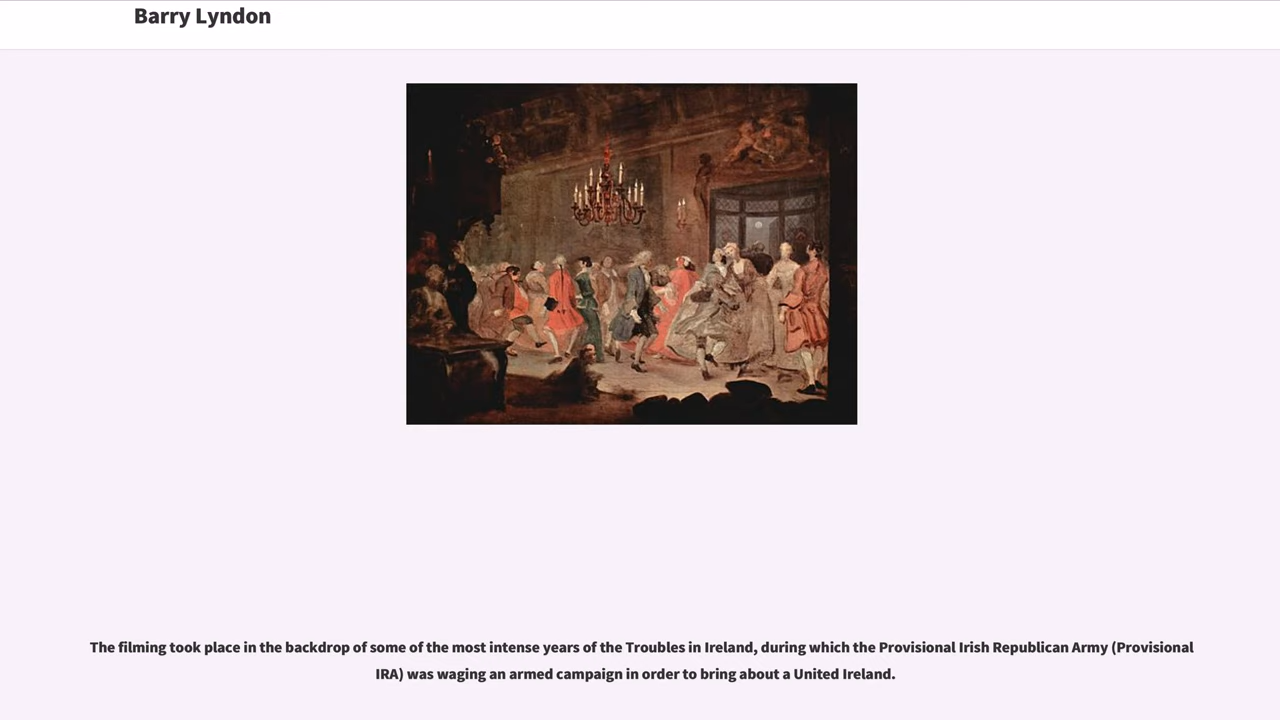 Barry Lyndon
The filming took place in the backdrop of some of the most intense years of the Troubles in Ireland, during which the Provisional Irish Republican Army (Provisional
IRA) was waging an armed campaign in order to bring about a United Ireland.